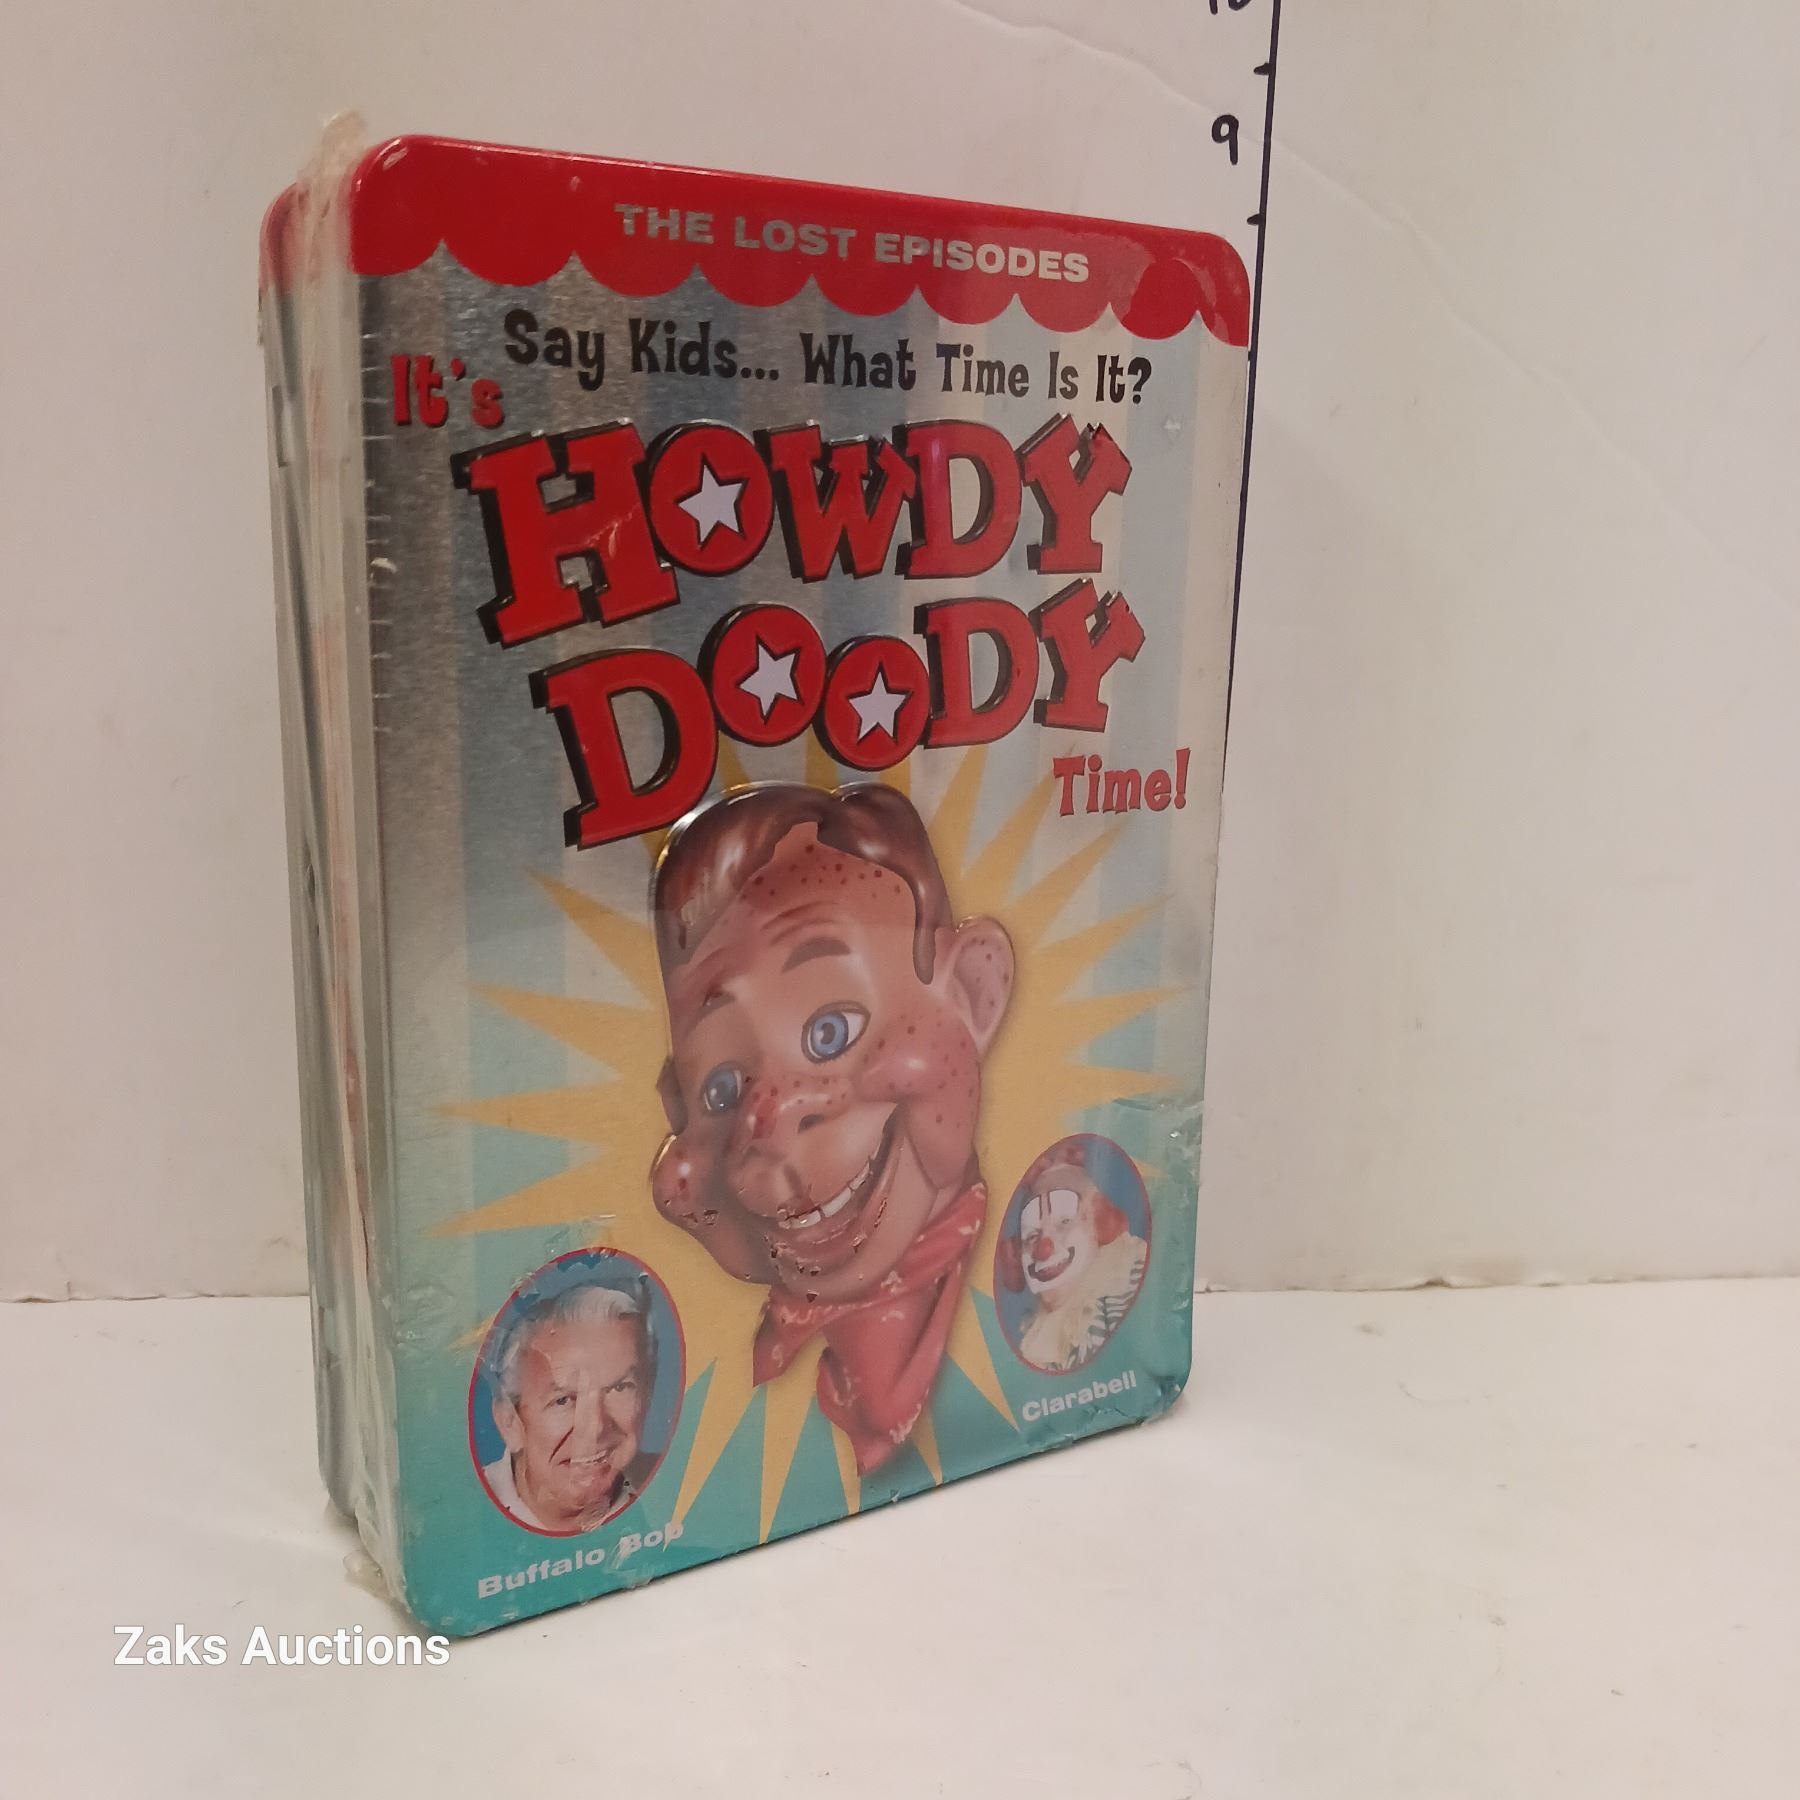 9
THE LOST EPISODES
Say Kids... What Time Is It?
It's
HOWDY
DOODY
Time!
Clarabell
Buffalo Bob
Zaks Auctions